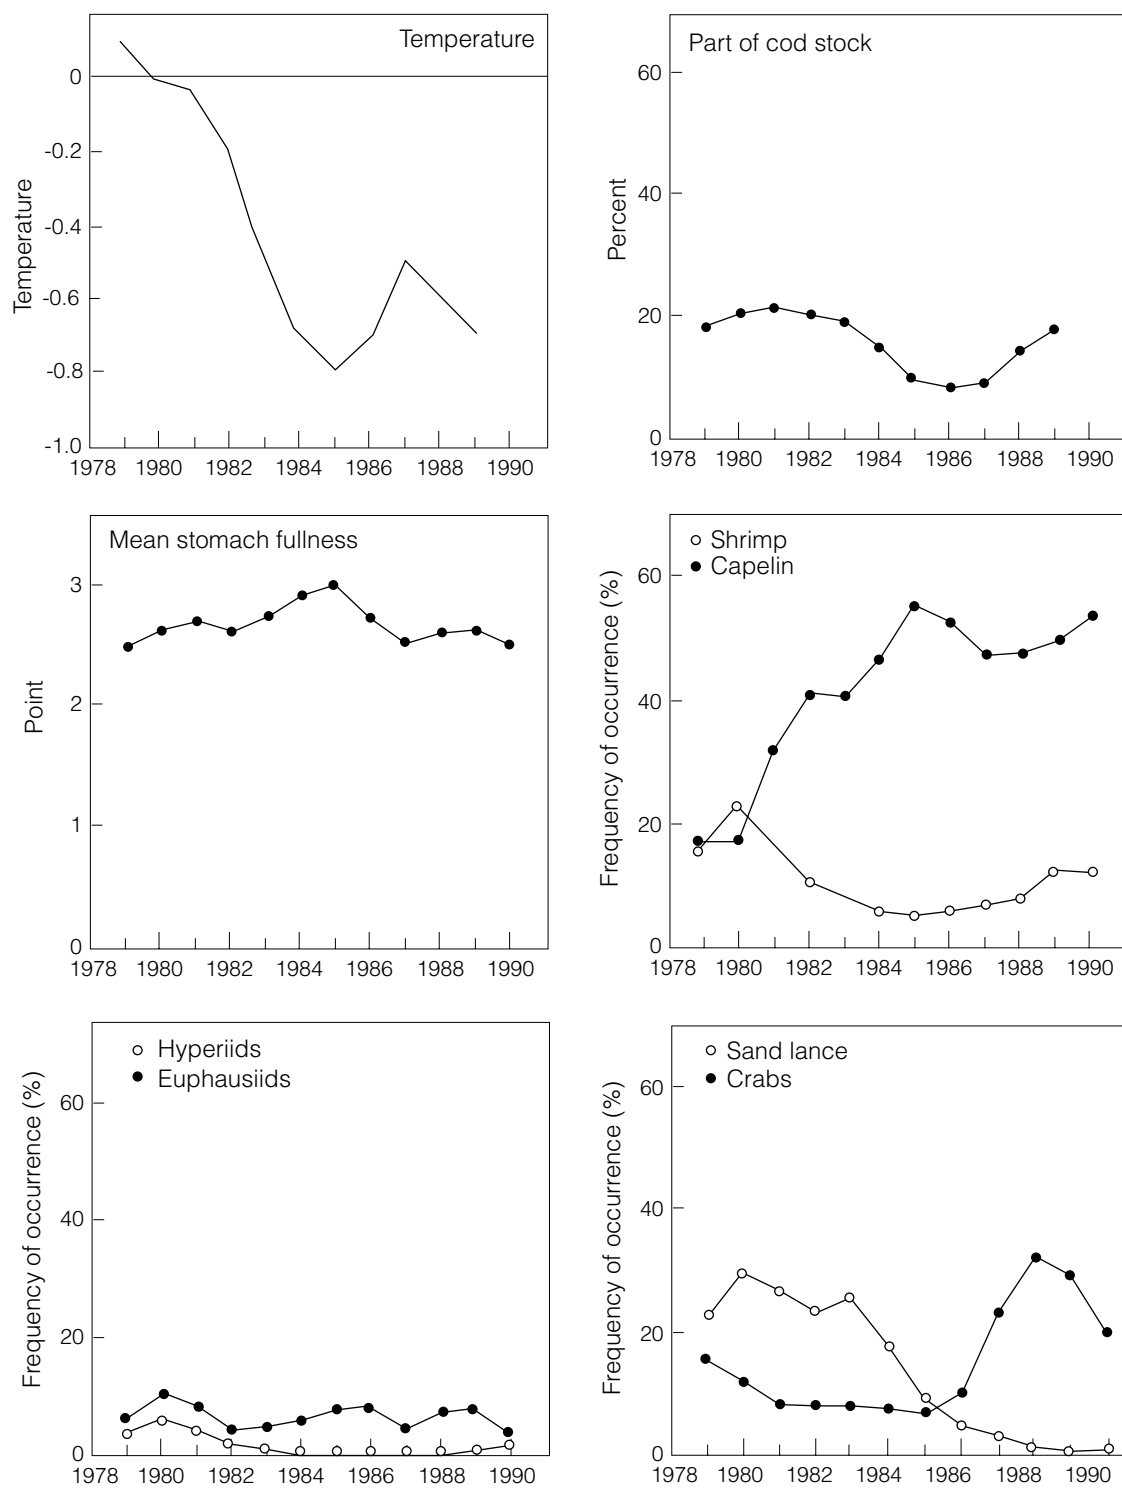 Temperature
Temperature
0
-0.2
-0.4
-0.6
-0.8
-1.0
1978 1980 1982 1984 1986 1988 1990
Part of cod stock
Percent
60
40
20
0
1978 1980 1982 1984 1986 1988 1990
Mean stomach fullness
Point
3
2
1
0
1978 1980 1982 1984 1986 1988 1990
Shrimp
Capelin
Frequency of occurrence (%)
60
40
20
0
1978 1980 1982 1984 1986 1988 1990
Hyperiids
Euphausiids
Frequency of occurrence (%)
60
40
20
0
1978 1980 1982 1984 1986 1988 1990
Sand lance
Crabs
Frequency of occurrence (%)
60
40
20
0
1978 1980 1982 1984 1986 1988 1990